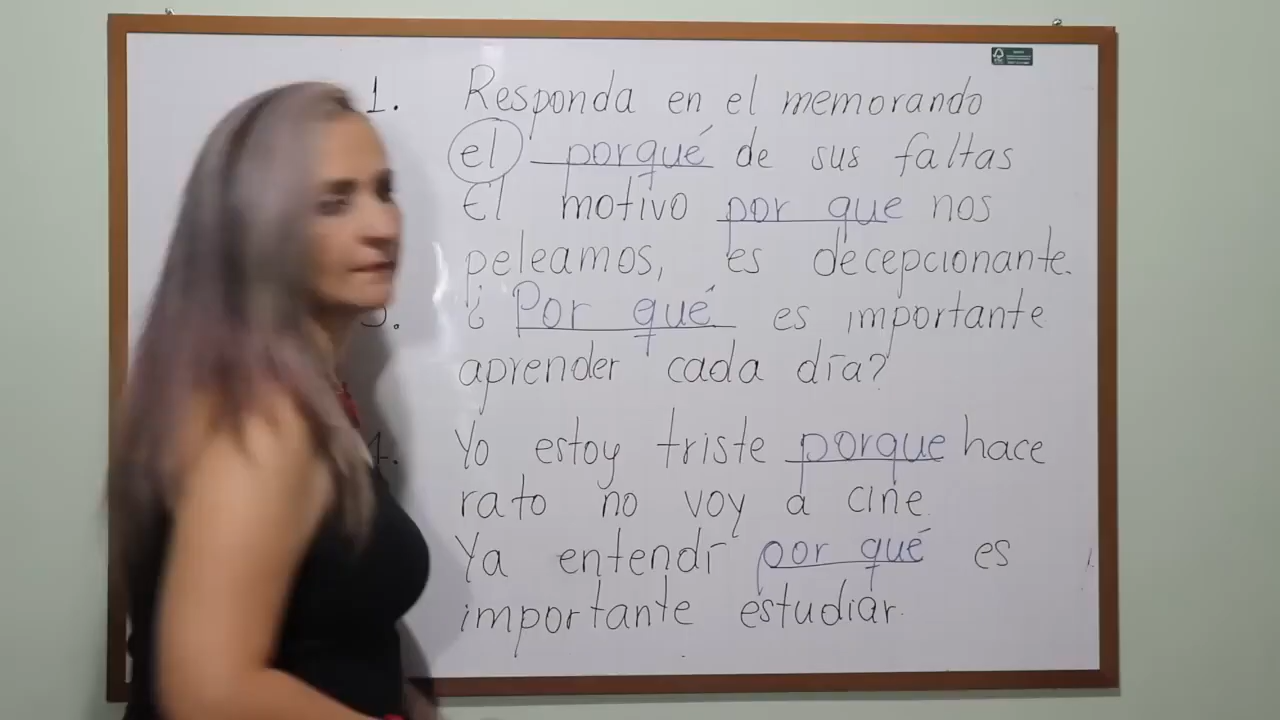 1. Responda en el memorando
el porqué de sus faltas
El motivo por que nos
peleamos, es decepcionante.
3. ¿Por qué es importante
aprender cada día?
4. Yo estoy triste porque hace
rato no voy a cine.
Ya entendí por qué es
importante estudiar.